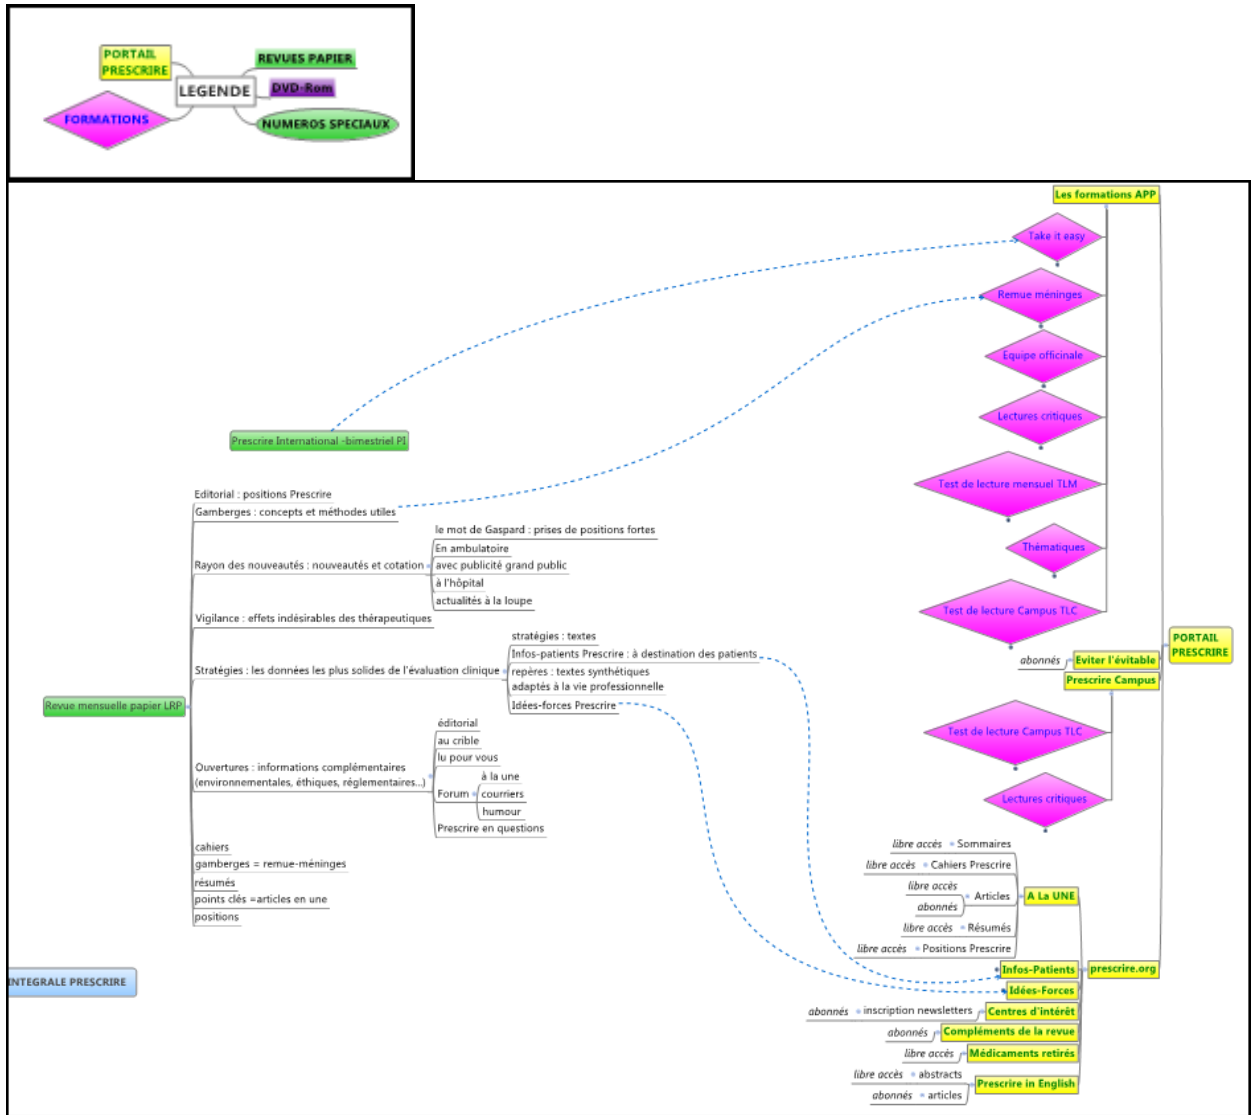 PORTAIL
PRESCRIRE
REVUES PAPIER
LEGENDE
DVD-Rom
FORMATIONS
NUMEROS SPECIAUX
Les formations APP
Take it easy
Remue méninges
Equipe officinale
Lectures critiques
Test de lecture mensuel TLM
Thématiques
Test de lecture Campus TLC
PORTAIL
PRESCRIRE
abonnés
Eviter l'évitable
Prescrire Campus
Test de lecture Campus TLC
Lectures critiques
Prescrire International -bimestriel PI
Revue mensuelle papier LRP
Editorial : positions Prescrire
Gamberges : concepts et méthodes utiles
Rayon des nouveautés : nouveautés et cotation
le mot de Gaspard : prises de positions fortes
En ambulatoire
avec publicité grand public
à l'hôpital
actualités à la loupe
Vigilance : effets indésirables des thérapeutiques
Stratégies : les données les plus solides de l'évaluation clinique
stratégies : textes
Infos-patients Prescrire : à destination des patients
repères : textes synthétiques
adaptés à la vie professionnelle
Idées-forces Prescrire
Ouvertures : informations complémentaires
(environnementales, éthiques, réglementaires...)
éditorial
au crible
lu pour vous
Forum
à la une
courriers
humour
Prescrire en questions
cahiers
gamberges = remue-méninges
résumés
points clés =articles en une
positions
INTEGRALE PRESCRIRE
libre accès Sommaires
libre accès Cahiers Prescrire
libre accès
abonnés
Articles
A La UNE
libre accès Résumés
libre accès Positions Prescrire
Infos-Patients
prescrire.org
Idées-Forces
abonnés inscription newsletters Centres d'intérêt
abonnés Compléments de la revue
libre accès Médicaments retirés
libre accès abstracts
Prescrire in English
abonnés articles